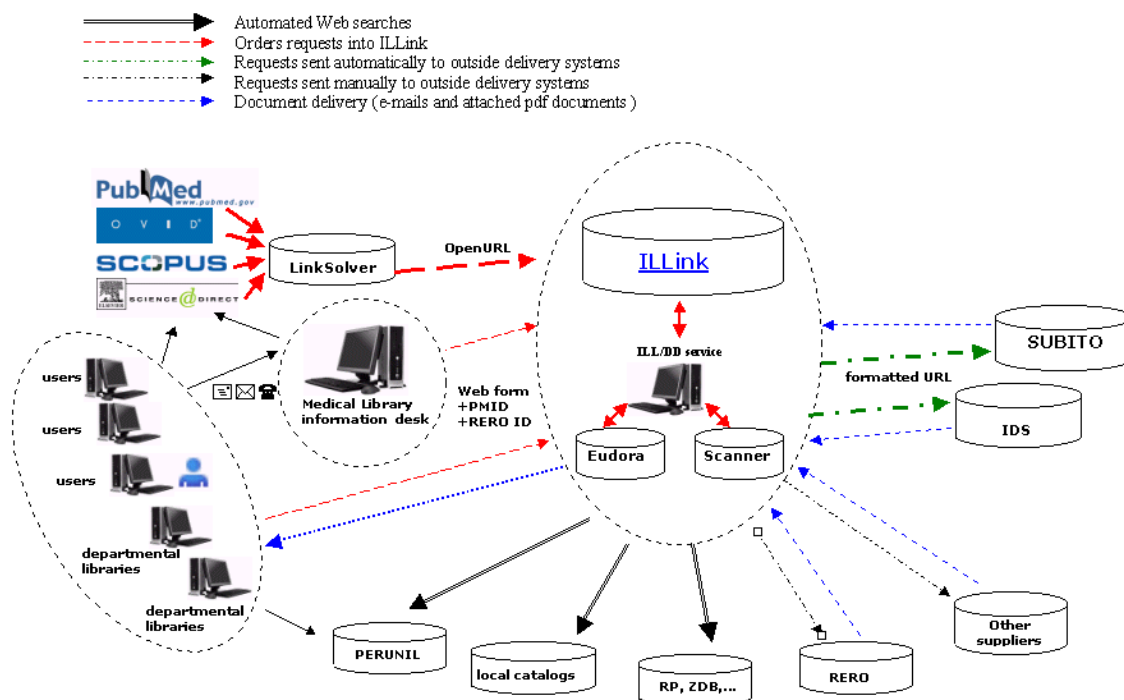 Automated Web searches
Orders requests into ILLink
Requests sent automatically to outside delivery systems
Requests sent manually to outside delivery systems
Document delivery ( e-mails and attached pdf documents )
PubMed
www.pubmed.gov
OVID
SCOPUS
ELSEVIER
SCIENCE @ DIRECT
LinkSolver
OpenURL
ILLink
ILL/DD service
Eudora
Scanner
SUBITO
formatted URL
IDS
users
users
users
departmental
libraries
departmental
libraries
Medical Library
information desk
Web form
+PMID
+RERO ID
PERUNIL
local catalogs
RP, ZDB,...
RERO
Other
suppliers